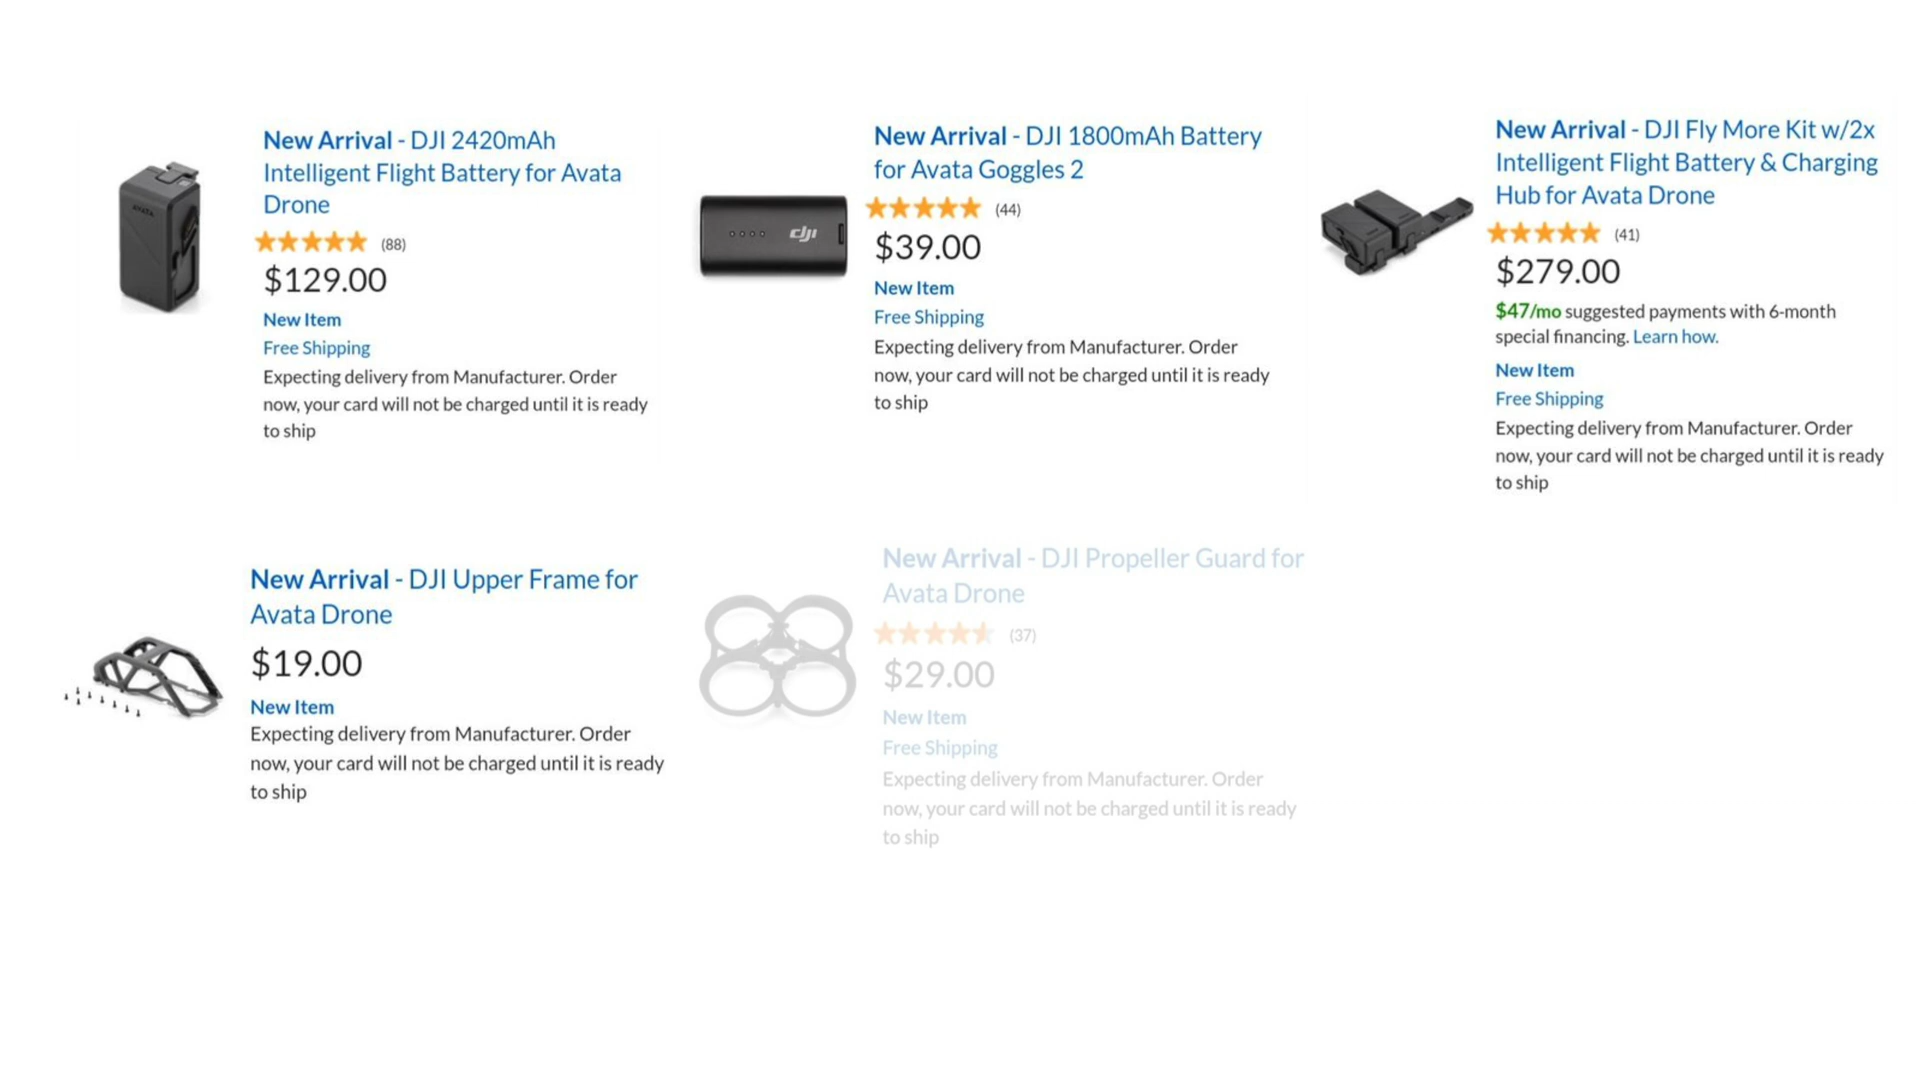 New Arrival - DJI 2420mAh
Intelligent Flight Battery for Avata
Drone
(88)
$129.00
New Item
Free Shipping
Expecting delivery from Manufacturer. Order
now, your card will not be charged until it is ready
to ship
AVATA
New Arrival - DJI 1800mAh Battery
for Avata Goggles 2
(44)
$39.00
New Item
Free Shipping
Expecting delivery from Manufacturer. Order
now, your card will not be charged until it is ready
to ship
dji
New Arrival - DJI Fly More Kit w/2x
Intelligent Flight Battery & Charging
Hub for Avata Drone
(41)
$279.00
$47/mo suggested payments with 6-month
special financing. Learn how.
New Item
Free Shipping
Expecting delivery from Manufacturer. Order
now, your card will not be charged until it is ready
to ship
New Arrival - DJI Upper Frame for
Avata Drone
$19.00
New Item
Expecting delivery from Manufacturer. Order
now, your card will not be charged until it is ready
to ship
New Arrival - DJI Propeller Guard for
Avata Drone
(37)
$29.00
New Item
Free Shipping
Expecting delivery from Manufacturer. Order
now, your card will not be charged until it is ready
to ship